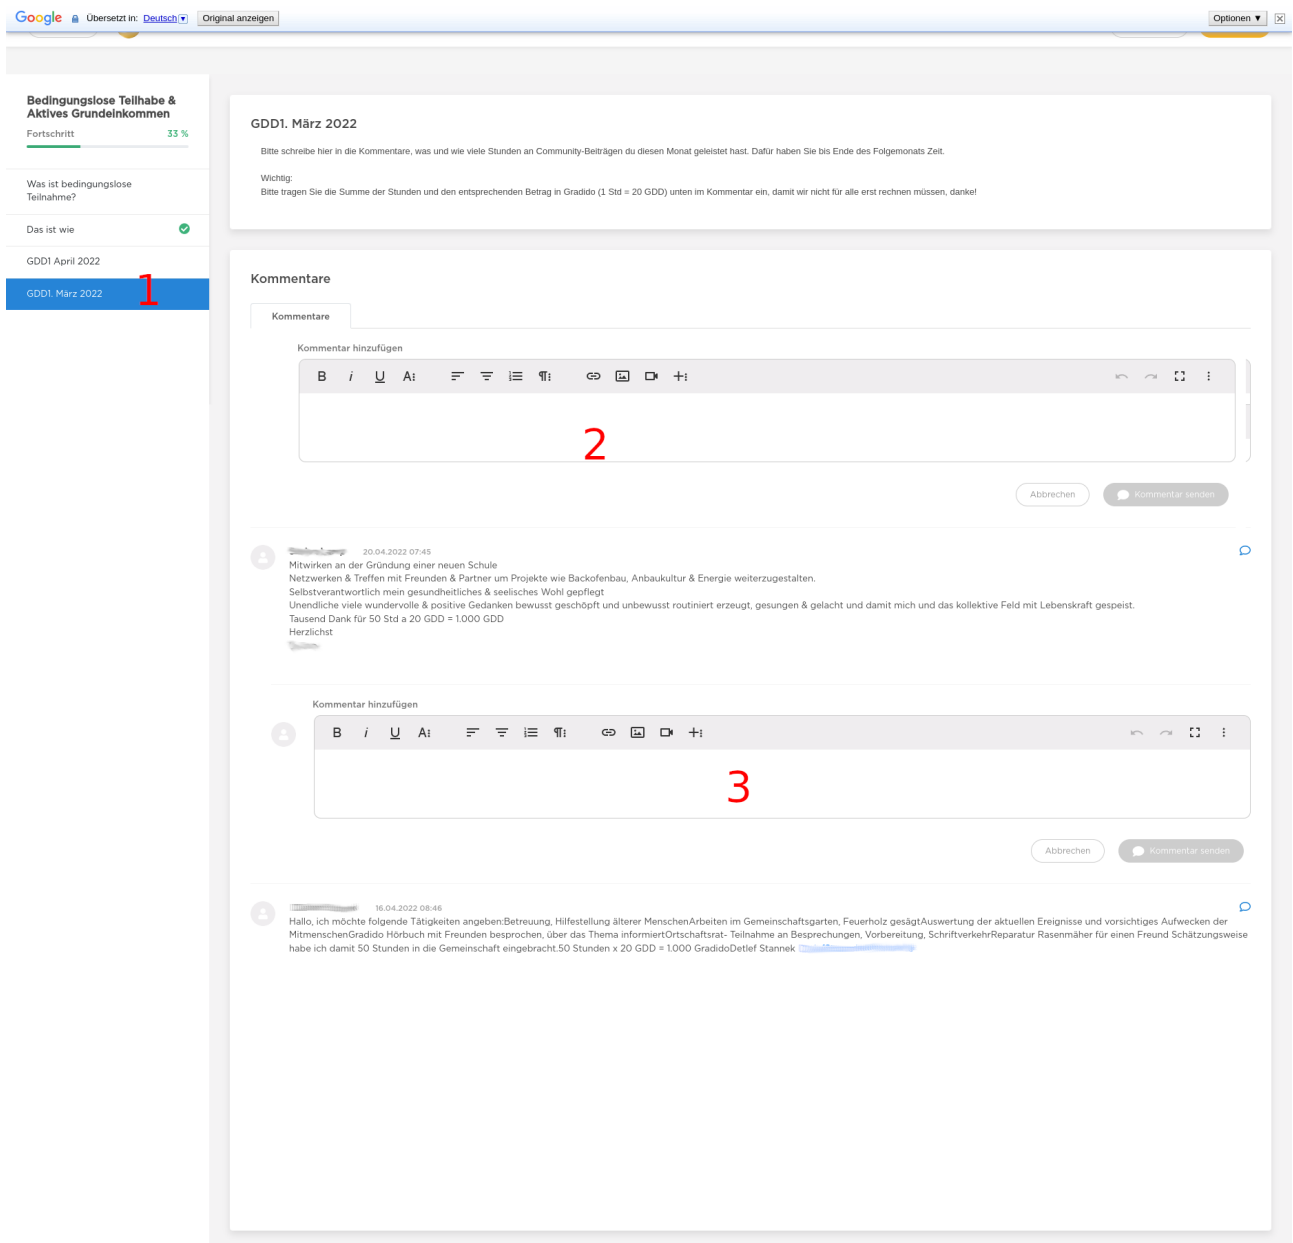 Google Übersetzt in: Deutsch Original anzeigen Optionen ▼
Bedingungslose Teilhabe &
Aktives Grundeinkommen
Fortschritt 33 %
Was ist bedingungslose
Teilnahme?
Das ist wie
GDD1 April 2022
GDD1. März 2022 1
GDD1. März 2022
Bitte schreibe hier in die Kommentare, was und wie viele Stunden an Community-Beiträgen du diesen Monat geleistet hast. Dafür haben Sie bis Ende des Folgemonats Zeit.
Wichtig:
Bitte tragen Sie die Summe der Stunden und den entsprechenden Betrag in Gradido (1 Std = 20 GDD) unten im Kommentar ein, damit wir nicht für alle erst rechnen müssen, danke!
Kommentare
Kommentare
Kommentar hinzufügen
B i U A
2
Abbrechen Kommentar senden
20.04.2022 07:45
Mitwirken an der Gründung einer neuen Schule
Netzwerken & Treffen mit Freunden & Partner um Projekte wie Backofenbau, Anbaukultur & Energie weiterzugestalten.
Selbstverantwortlich mein gesundheitliches & seelisches Wohl gepflegt
Unendliche viele wundervolle & positive Gedanken bewusst geschöpft und unbewusst routiniert erzeugt, gesungen & gelacht und damit mich und das kollektive Feld mit Lebenskraft gespeist.
Tausend Dank für 50 Std a 20 GDD = 1.000 GDD
Herzlichst
Kommentar hinzufügen
B i U A
3
Abbrechen Kommentar senden
16.04.2022 08:46
Hallo, ich möchte folgende Tätigkeiten angeben:Betreuung, Hilfestellung älterer MenschenArbeiten im Gemeinschaftsgarten, Feuerholz gesägtAuswertung der aktuellen Ereignisse und vorsichtiges Aufwecken der
MitmenschenGradido Hörbuch mit Freunden besprochen, über das Thema informiertOrtschaftsrat- Teilnahme an Besprechungen, Vorbereitung, SchriftverkehrReparatur Rasenmäher für einen Freund Schätzungsweise
habe ich damit 50 Stunden in die Gemeinschaft eingebracht.50 Stunden x 20 GDD = 1.000 GradidoDetlef Stannek